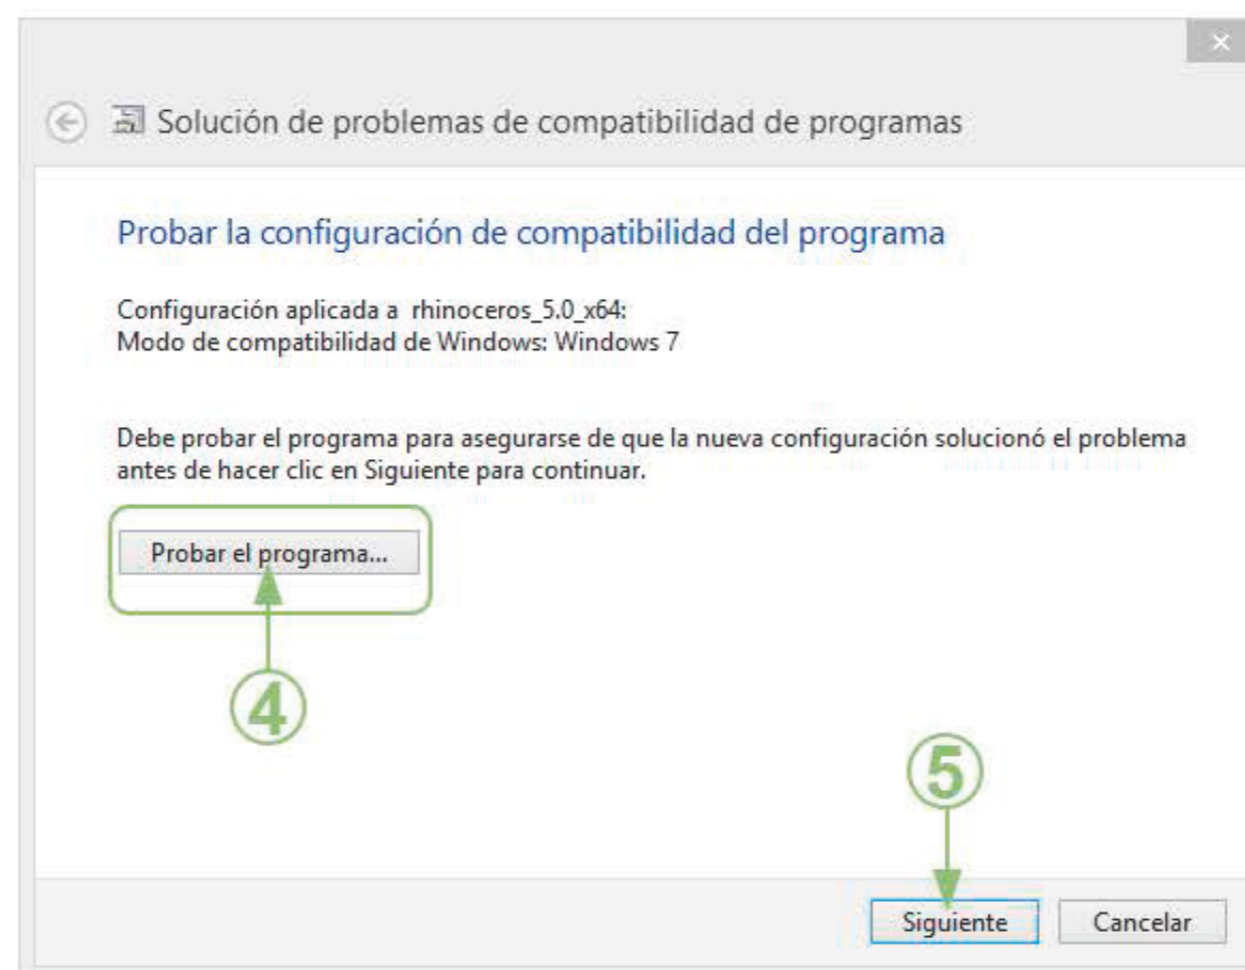 Solución de problemas de compatibilidad de programas
Probar la configuración de compatibilidad del programa
Configuración aplicada a rhinoceros_5.0_x64:
Modo de compatibilidad de Windows: Windows 7
Debe probar el programa para asegurarse de que la nueva configuración solucionó el problema
antes de hacer clic en Siguiente para continuar.
Probar el programa...
4
5
Siguiente Cancelar